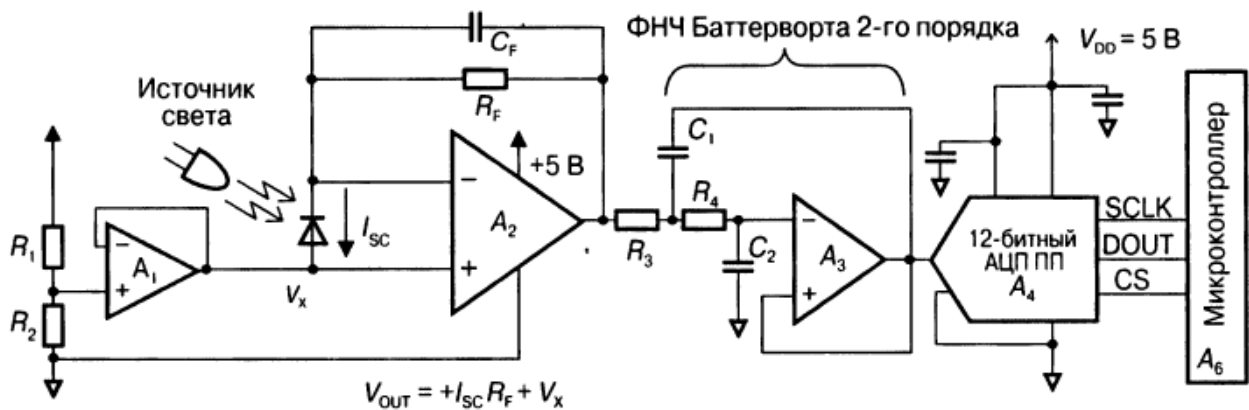 ФНЧ Баттерворта 2-го порядка
V_DD = 5 В
C_F
R_F
Источник
света
+5 В
C_1
R_4
R_3
C_2
I_SC
A_2
A_3
A_1
R_1
R_2
V_x
−
+
−
+
−
+
12-битный
АЦП ПП
A_4
SCLK
DOUT
CS
Микроконтроллер
A_6
V_OUT = +I_SC R_F + V_x